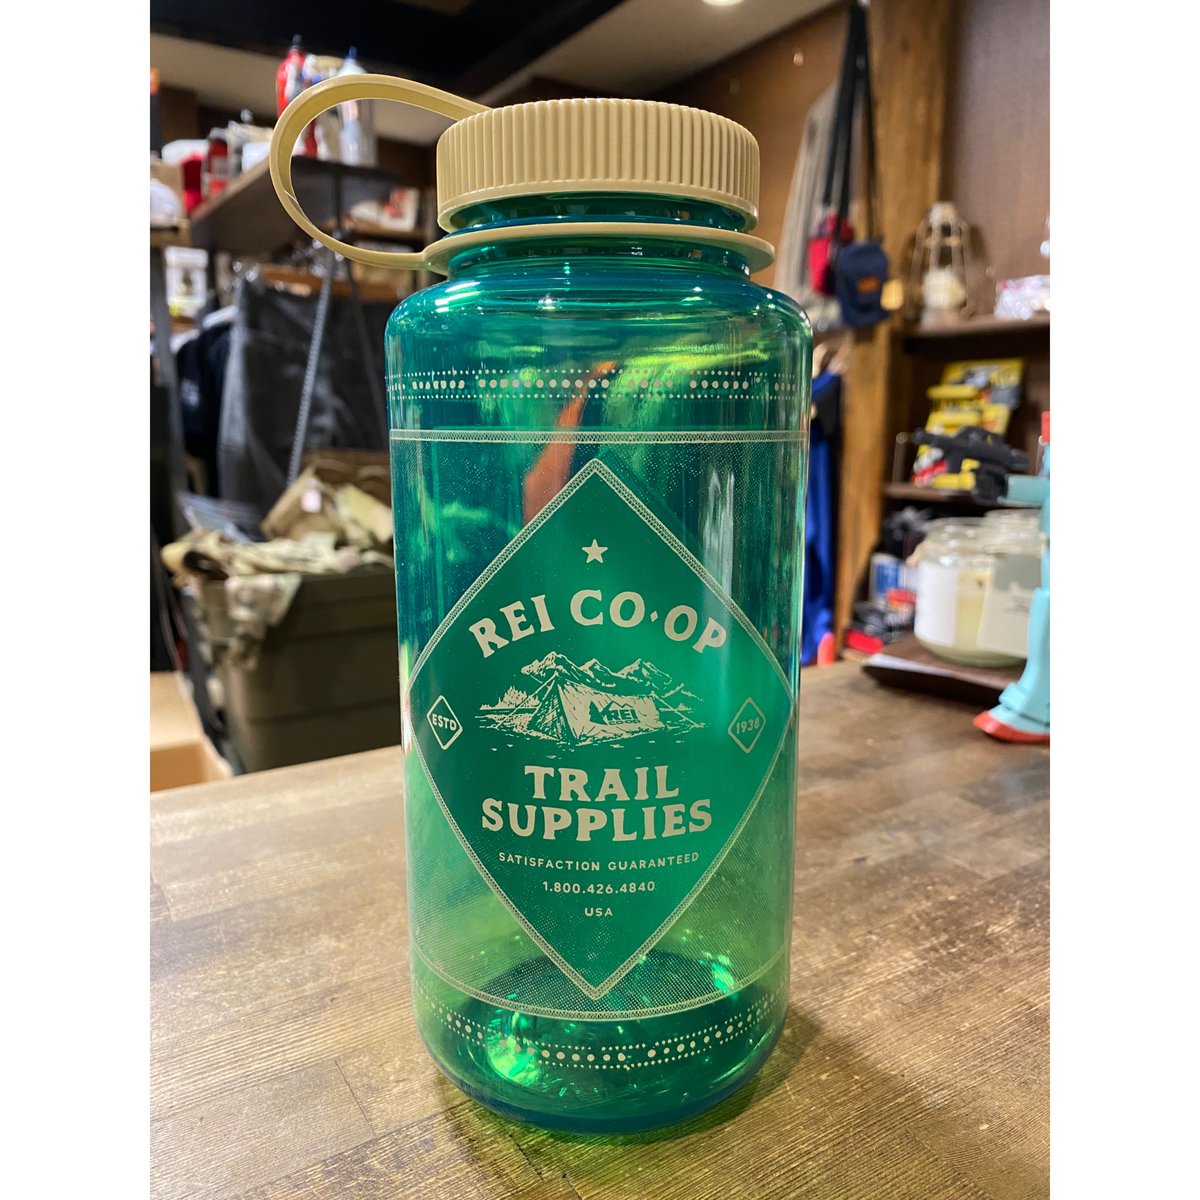 REI CO·OP
REI
ESTD
1938
TRAIL
SUPPLIES
SATISFACTION GUARANTEED
1.800.426.4840
USA